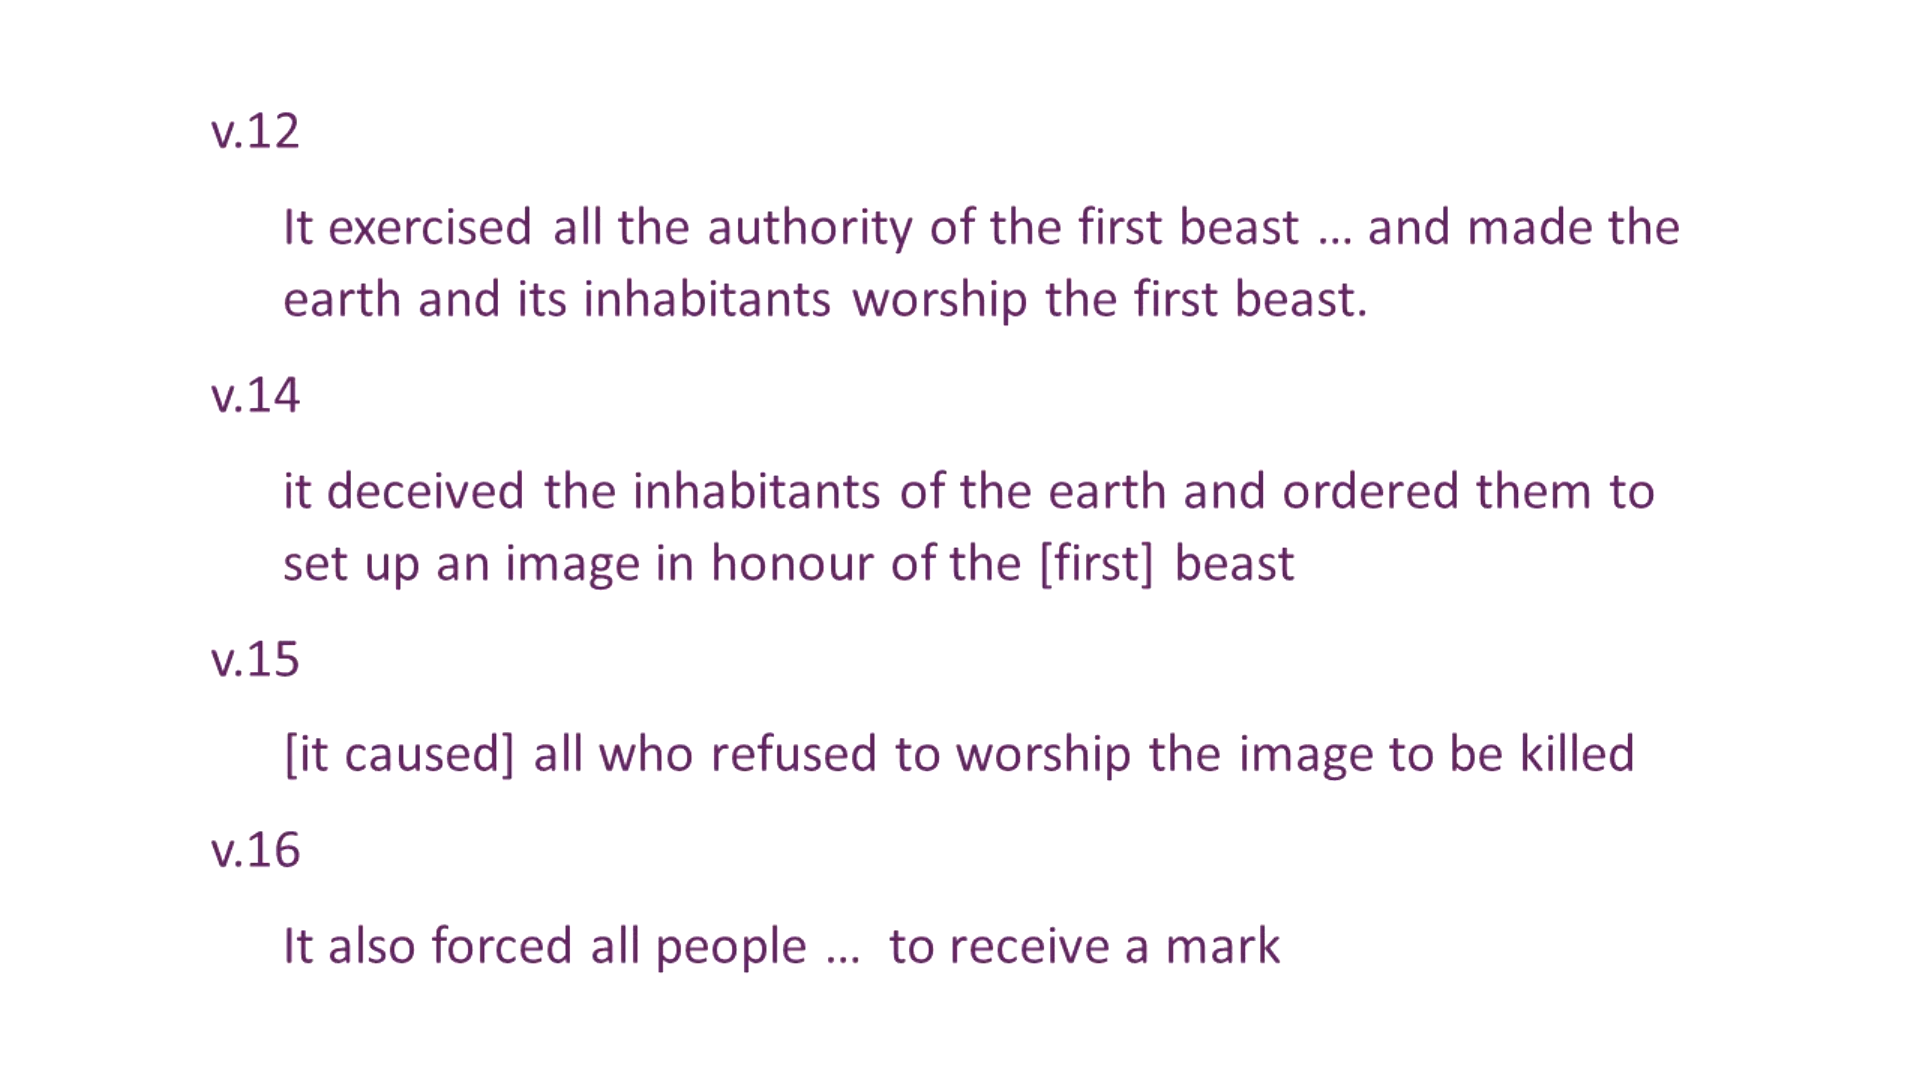 v.12
It exercised all the authority of the first beast ... and made the
earth and its inhabitants worship the first beast.
v.14
it deceived the inhabitants of the earth and ordered them to
set up an image in honour of the [first] beast
v.15
[it caused] all who refused to worship the image to be killed
v.16
It also forced all people ... to receive a mark